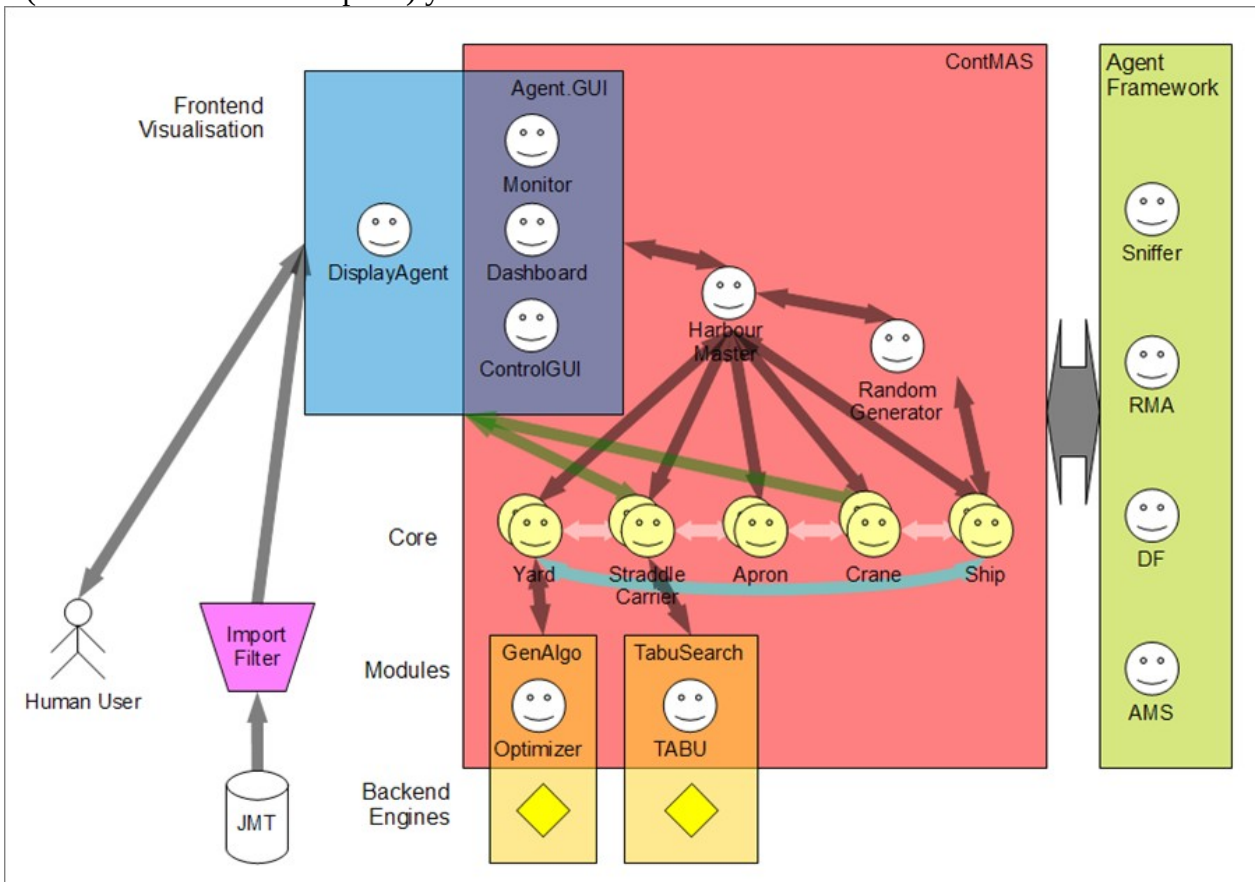 ContMAS
Agent
Framework
Agent.GUI
Frontend
Visualisation
Monitor
DisplayAgent
Dashboard
ControlGUI
Harbour
Master
Random
Generator
Sniffer
RMA
DF
AMS
Core
Yard
Straddle
Carrier
Apron
Crane
Ship
Import
Filter
Human User
Modules
GenAlgo
TabuSearch
Optimizer
TABU
Backend
Engines
JMT